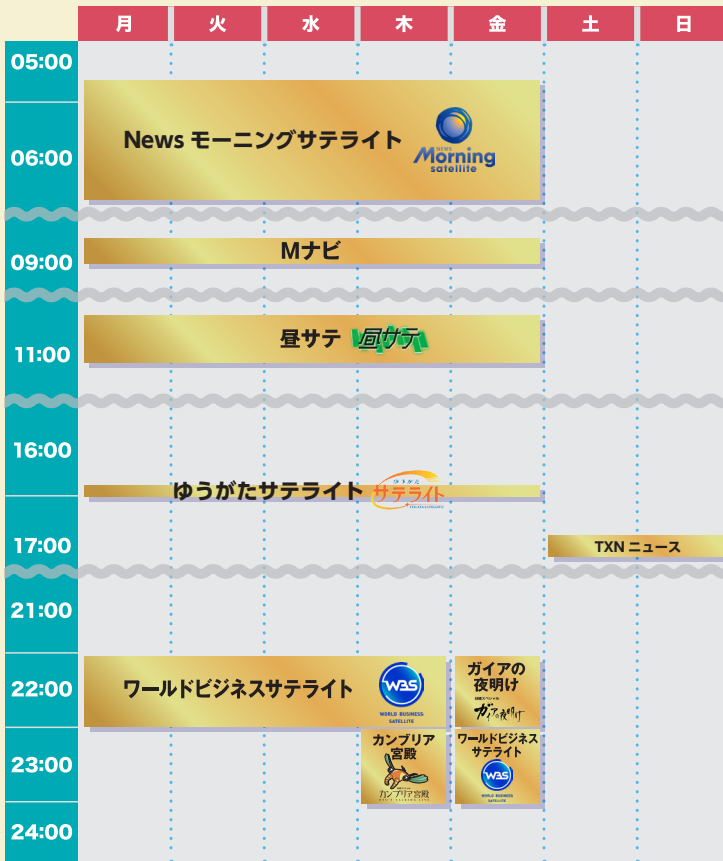 月 火 水 木 金 土 日
05:00
News モーニングサテライト
NEWS
Morning
satellite
06:00
Mナビ
09:00
昼サテ 昼サテ
11:00
16:00
ゆうがたサテライト
ゆうがた
サテライト
17:00
TXN ニュース
21:00
22:00
ワールドビジネスサテライト
WBS
WORLD BUSINESS
SATELLITE
ガイアの
夜明け
ガイアの夜明け
23:00
カンブリア
宮殿
カンブリア宮殿
ワールドビジネス
サテライト
WBS
WORLD BUSINESS
SATELLITE
24:00